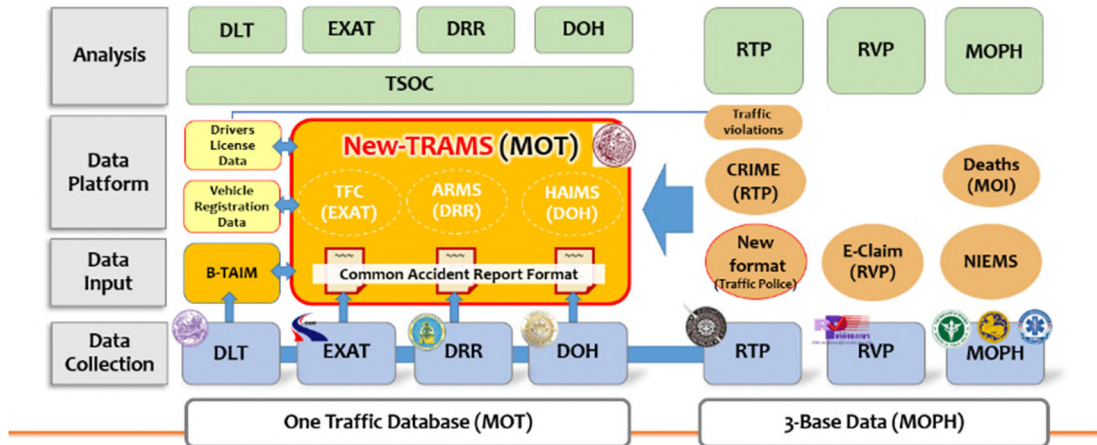 Analysis
DLT
EXAT
DRR
DOH
RTP
RVP
MOPH
TSOC
Data
Platform
Drivers
License
Data
New-TRAMS (MOT)
Traffic
violations
Vehicle
Registration
Data
TFC
(EXAT)
ARMS
(DRR)
HAIMS
(DOH)
CRIME
(RTP)
Deaths
(MOI)
Data
Input
B-TAIM
Common Accident Report Format
New
format
(Traffic Police)
E-Claim
(RVP)
NIEMS
Data
Collection
DLT
EXAT
DRR
DOH
RTP
RVP
MOPH
One Traffic Database (MOT)
3-Base Data (MOPH)